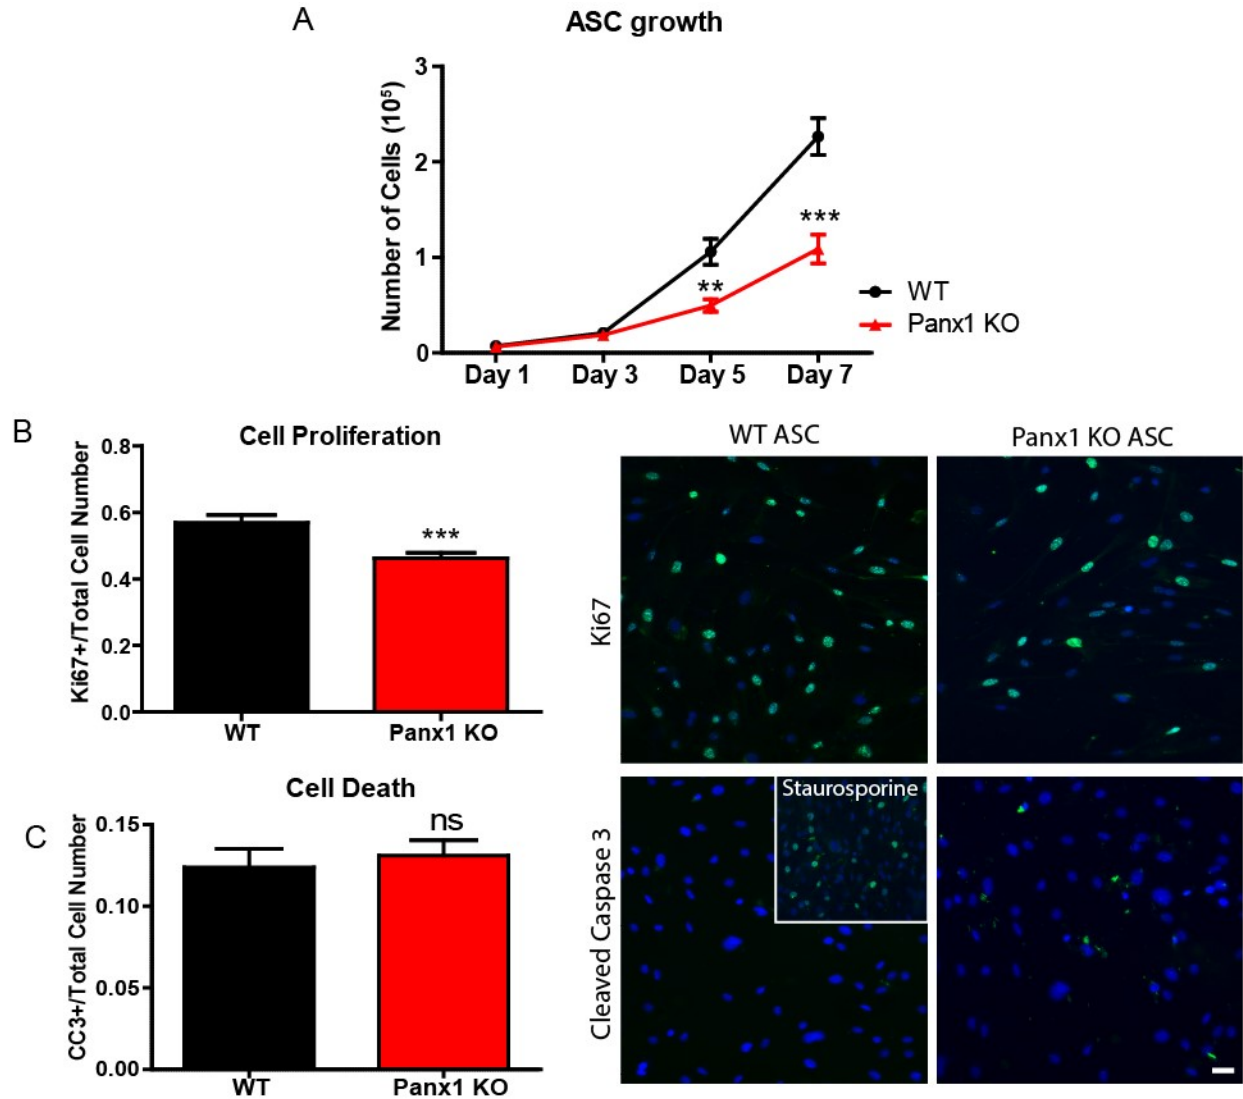 A
ASC growth
Number of Cells (10⁵)
3
2
1
0
**
***
WT
Panx1 KO
Day 1 Day 3 Day 5 Day 7
B
Cell Proliferation
Ki67+/Total Cell Number
0.8
0.6
0.4
0.2
0.0
***
WT Panx1 KO
WT ASC Panx1 KO ASC
Ki67
C
Cell Death
CC3+/Total Cell Number
0.15
0.10
0.05
0.00
ns
WT Panx1 KO
Cleaved Caspase 3
Staurosporine